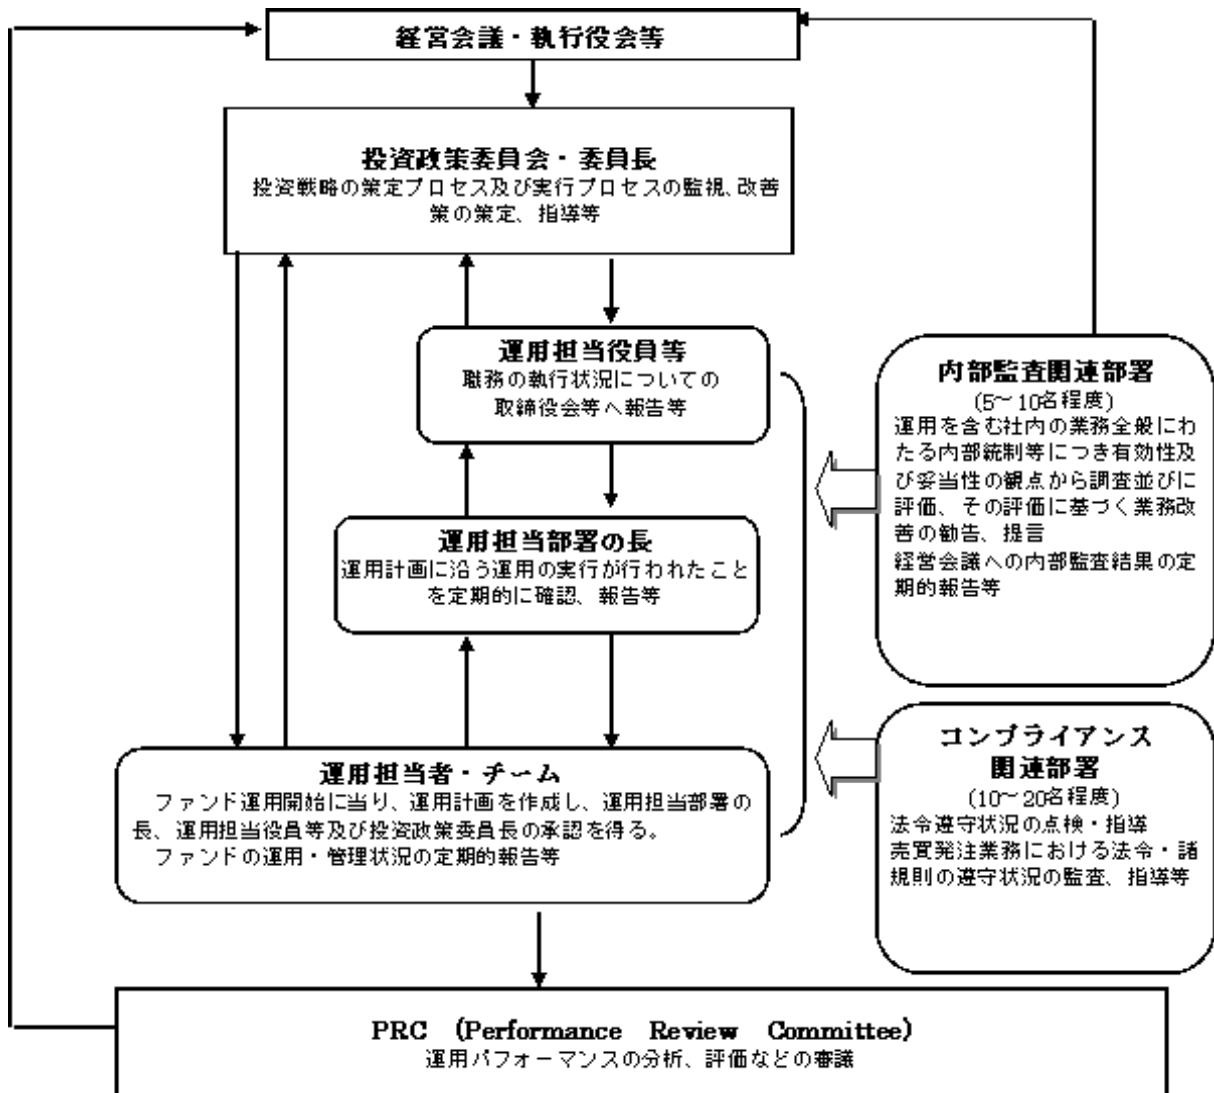 経営会議・執行役会等
投資政策委員会・委員長
投資戦略の策定プロセス及び実行プロセスの監視、改善
策の策定、指導等
運用担当役員等
職務の執行状況についての
取締役会等へ報告等
運用担当部署の長
運用計画に沿う運用の実行が行われたこと
を定期的に確認、報告等
運用担当者・チーム
ファンド運用開始に当り、運用計画を作成し、運用担当部署の
長、運用担当役員等及び投資政策委員長の承認を得る。
ファンドの運用・管理状況の定期的報告等
内部監査関連部署
(5～10名程度)
運用を含む社内の業務全般にわ
たる内部統制等につき有効性及
び妥当性の観点から調査並びに
評価、その評価に基づく業務改
善の勧告、提言
経営会議への内部監査結果の定
期的報告等
コンプライアンス
関連部署
(10～20名程度)
法令遵守状況の点検・指導
売買発注業務における法令・諸
規則の遵守状況の監査、指導等
PRC (Performance Review Committee)
運用パフォーマンスの分析、評価などの審議